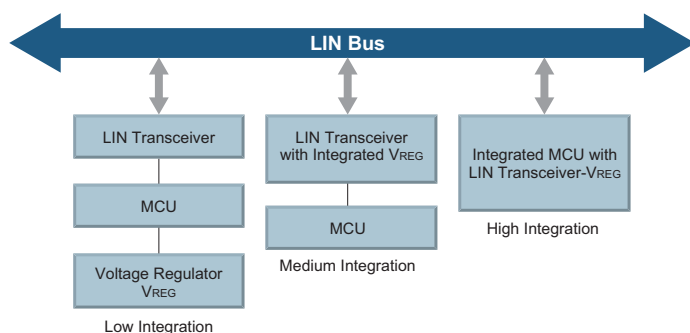 LIN Bus
LIN Transceiver
MCU
Voltage Regulator
VREG
Low Integration
LIN Transceiver
with Integrated VREG
MCU
Medium Integration
Integrated MCU with
LIN Transceiver-VREG
High Integration